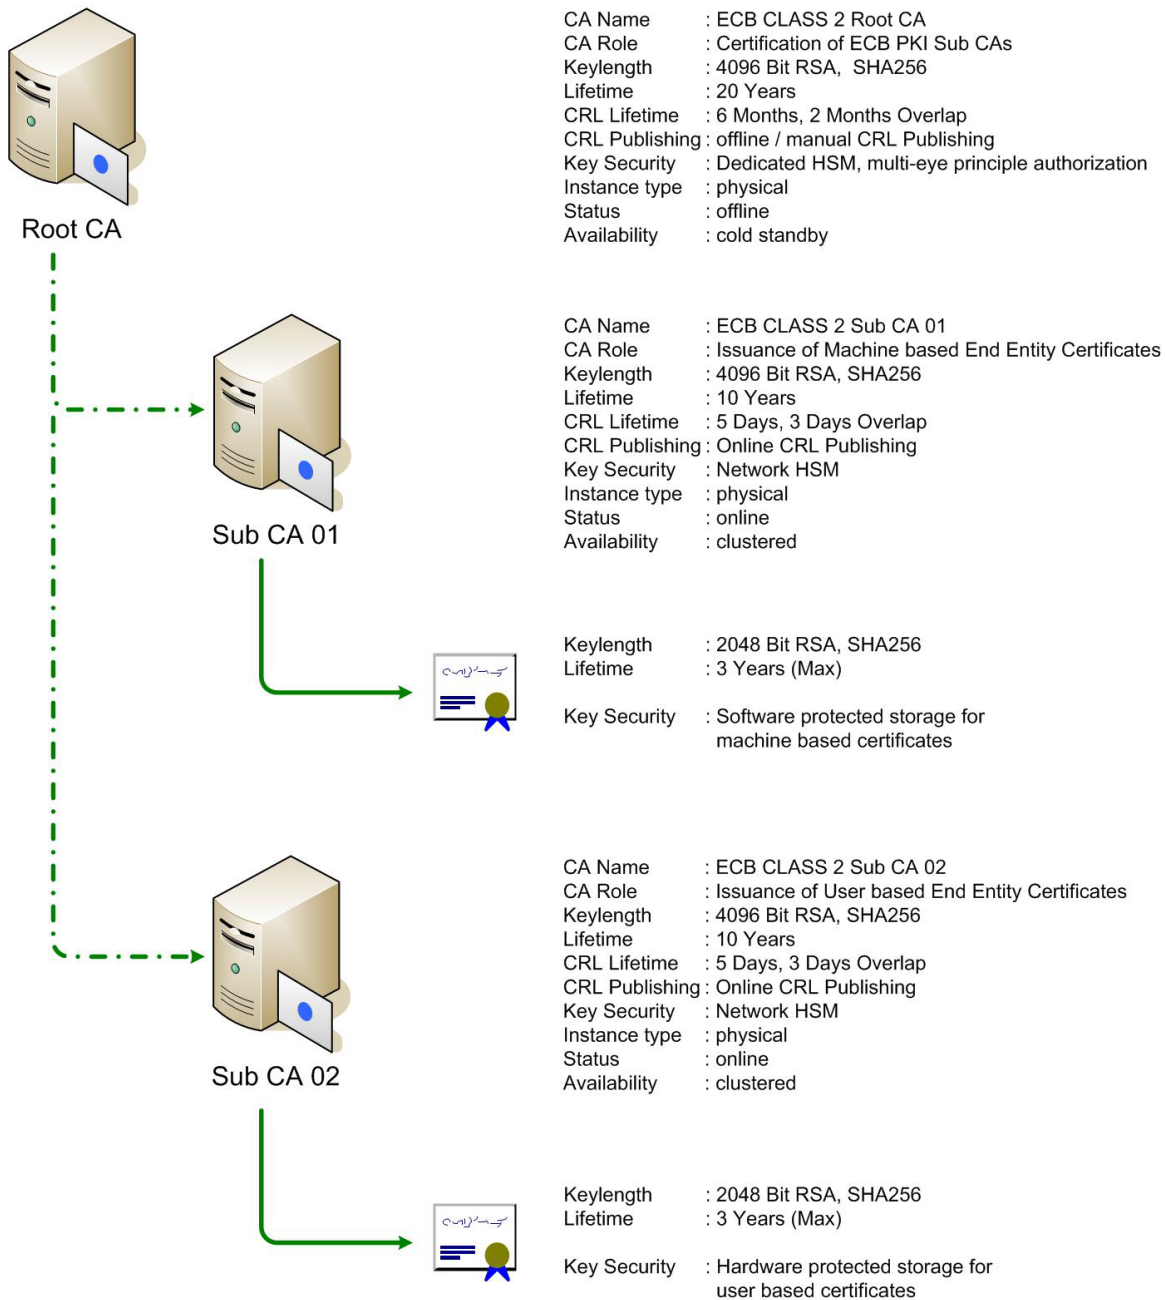 CA Name : ECB CLASS 2 Root CA
CA Role : Certification of ECB PKI Sub CAs
Keylength : 4096 Bit RSA, SHA256
Lifetime : 20 Years
CRL Lifetime : 6 Months, 2 Months Overlap
CRL Publishing : offline / manual CRL Publishing
Key Security : Dedicated HSM, multi-eye principle authorization
Instance type : physical
Status : offline
Availability : cold standby
Root CA
CA Name : ECB CLASS 2 Sub CA 01
CA Role : Issuance of Machine based End Entity Certificates
Keylength : 4096 Bit RSA, SHA256
Lifetime : 10 Years
CRL Lifetime : 5 Days, 3 Days Overlap
CRL Publishing : Online CRL Publishing
Key Security : Network HSM
Instance type : physical
Status : online
Availability : clustered
Sub CA 01
Keylength : 2048 Bit RSA, SHA256
Lifetime : 3 Years (Max)
Key Security : Software protected storage for
machine based certificates
CA Name : ECB CLASS 2 Sub CA 02
CA Role : Issuance of User based End Entity Certificates
Keylength : 4096 Bit RSA, SHA256
Lifetime : 10 Years
CRL Lifetime : 5 Days, 3 Days Overlap
CRL Publishing : Online CRL Publishing
Key Security : Network HSM
Instance type : physical
Status : online
Availability : clustered
Sub CA 02
Keylength : 2048 Bit RSA, SHA256
Lifetime : 3 Years (Max)
Key Security : Hardware protected storage for
user based certificates